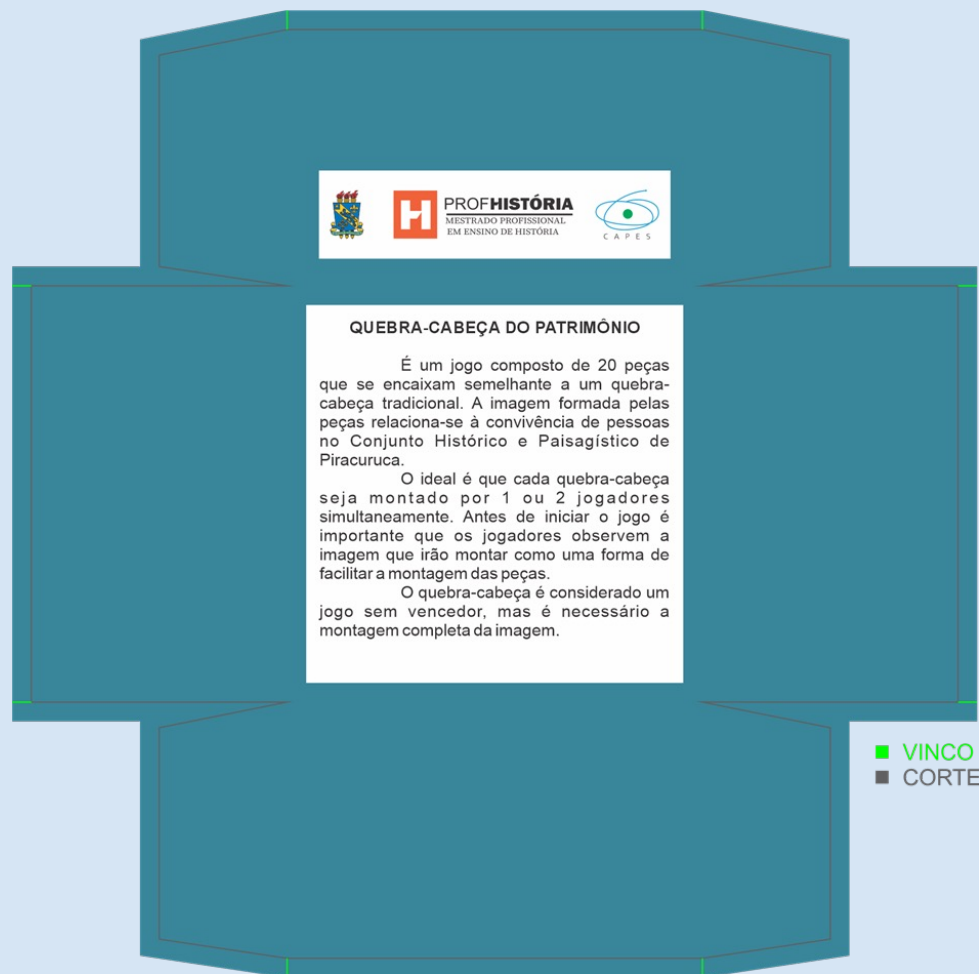 PROFHISTÓRIA
MESTRADO PROFISSIONAL
EM ENSINO DE HISTÓRIA
CAPES
QUEBRA-CABEÇA DO PATRIMÔNIO
É um jogo composto de 20 peças
que se encaixam semelhante a um quebra-
cabeça tradicional. A imagem formada pelas
peças relaciona-se à convivência de pessoas
no Conjunto Histórico e Paisagístico de
Piracuruca.
O ideal é que cada quebra-cabeça
seja montado por 1 ou 2 jogadores
simultaneamente. Antes de iniciar o jogo é
importante que os jogadores observem a
imagem que irão montar como uma forma de
facilitar a montagem das peças.
O quebra-cabeça é considerado um
jogo sem vencedor, mas é necessário a
montagem completa da imagem.
VINCO
CORTE